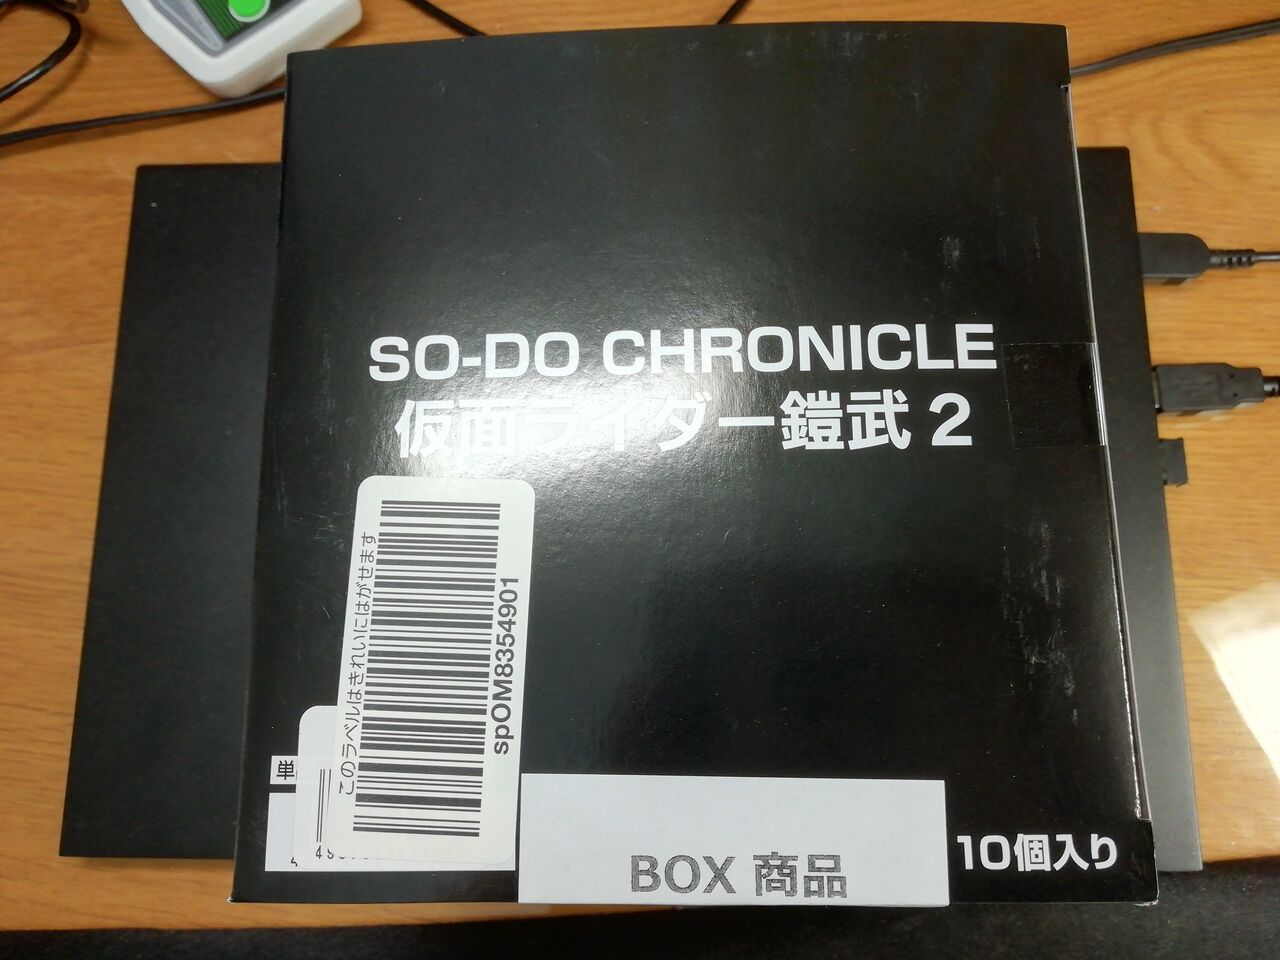 SO-DO CHRONICLE
仮面ライダー鎧武2
このラベルはきれいにはがせます
spOM8354901
単
BOX 商品
10個入り